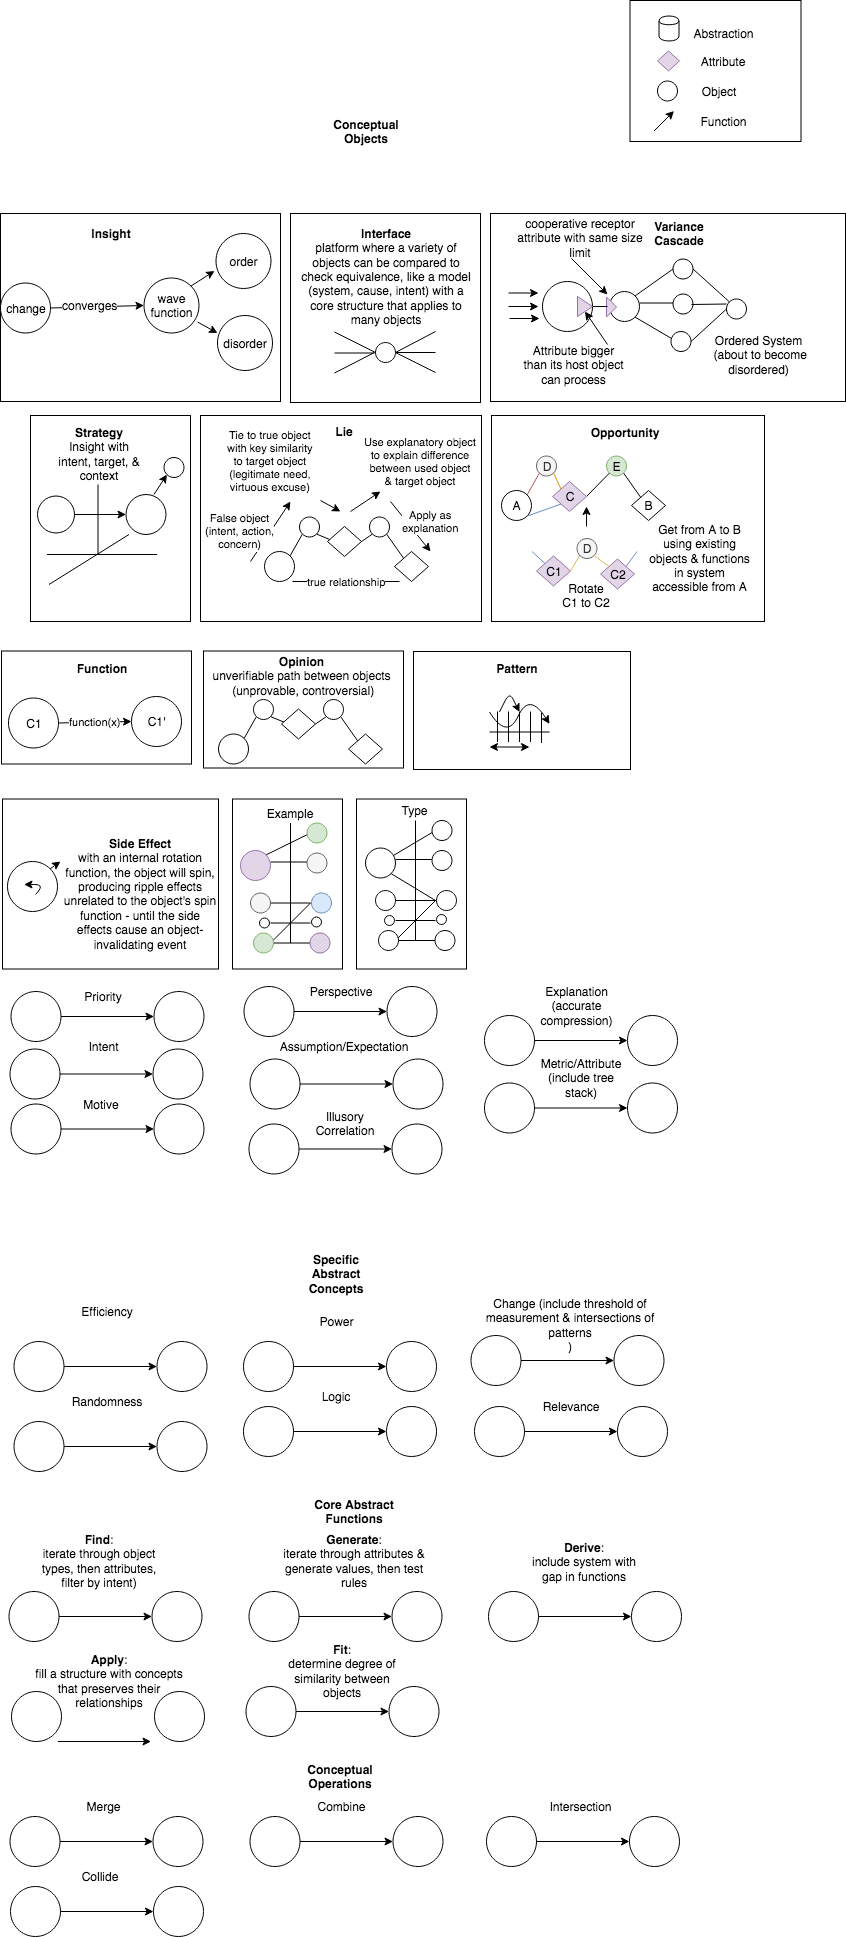 Abstraction
Attribute
Object
Function
Conceptual
Objects
Insight
change
converges
wave
function
order
disorder
Interface
platform where a variety of
objects can be compared to
check equivalence, like a model
(system, cause, intent) with a
core structure that applies to
many objects
cooperative receptor
attribute with same size
limit
Variance
Cascade
Attribute bigger
than its host object
can process
Ordered System
(about to become
disordered)
Strategy
Insight with
intent, target, &
context
Lie
Tie to true object
with key similarity
to target object
(legitimate need,
virtuous excuse)
Use explanatory object
to explain difference
between used object
& target object
False object
(intent, action,
concern)
Apply as
explanation
true relationship
Opportunity
D
E
A
C
B
D
C1
C2
Rotate
C1 to C2
Get from A to B
using existing
objects & functions
in system
accessible from A
Function
C1
function(x)
C1'
Opinion
unverifiable path between objects
(unprovable, controversial)
Pattern
Side Effect
with an internal rotation
function, the object will spin,
producing ripple effects
unrelated to the object's spin
function - until the side
effects cause an object-
invalidating event
Example
Type
Priority
Intent
Motive
Perspective
Assumption/Expectation
Illusory
Correlation
Explanation
(accurate
compression)
Metric/Attribute
(include tree
stack)
Specific
Abstract
Concepts
Efficiency
Power
Change (include threshold of
measurement & intersections of
patterns
)
Randomness
Logic
Relevance
Core Abstract
Functions
Find:
iterate through object
types, then attributes,
filter by intent)
Generate:
iterate through attributes &
generate values, then test
rules
Derive:
include system with
gap in functions
Apply:
fill a structure with concepts
that preserves their
relationships
Fit:
determine degree of
similarity between
objects
Conceptual
Operations
Merge
Combine
Intersection
Collide